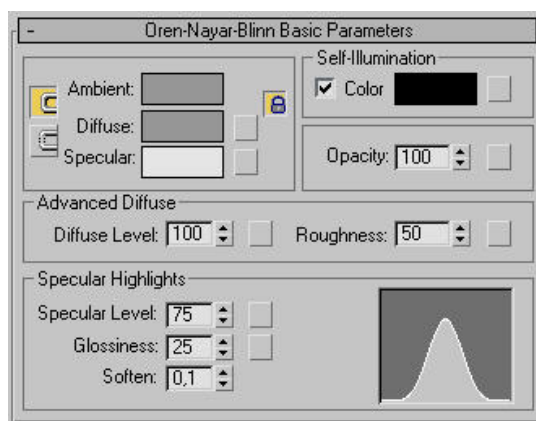 - Oren-Nayar-Blinn Basic Parameters
Self-Illumination
Ambient:
Color
Diffuse:
Specular:
Opacity: 100
Advanced Diffuse
Diffuse Level: 100 Roughness: 50
Specular Highlights
Specular Level: 75
Glossiness: 25
Soften: 0,1